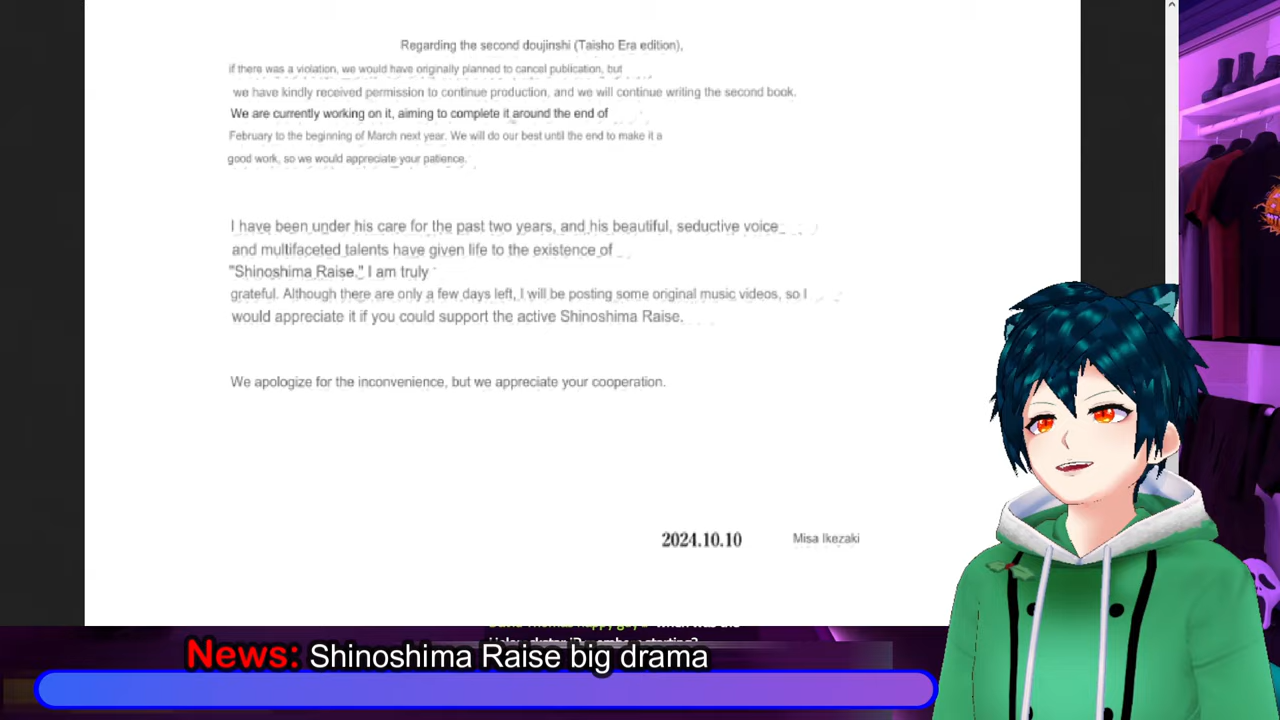 Regarding the second doujinshi (Taisho Era edition),
if there was a violation, we would have originally planned to cancel publication, but
we have kindly received permission to continue production, and we will continue writing the second book.
We are currently working on it, aiming to complete it around the end of
February to the beginning of March next year. We will do our best until the end to make it a
good work, so we would appreciate your patience.
I have been under his care for the past two years, and his beautiful, seductive voice
and multifaceted talents have given life to the existence of
"Shinoshima Raise." I am truly
grateful. Although there are only a few days left, I will be posting some original music videos, so I
would appreciate it if you could support the active Shinoshima Raise.
We apologize for the inconvenience, but we appreciate your cooperation.
2024.10.10 Misa Ikezaki
News: Shinoshima Raise big drama